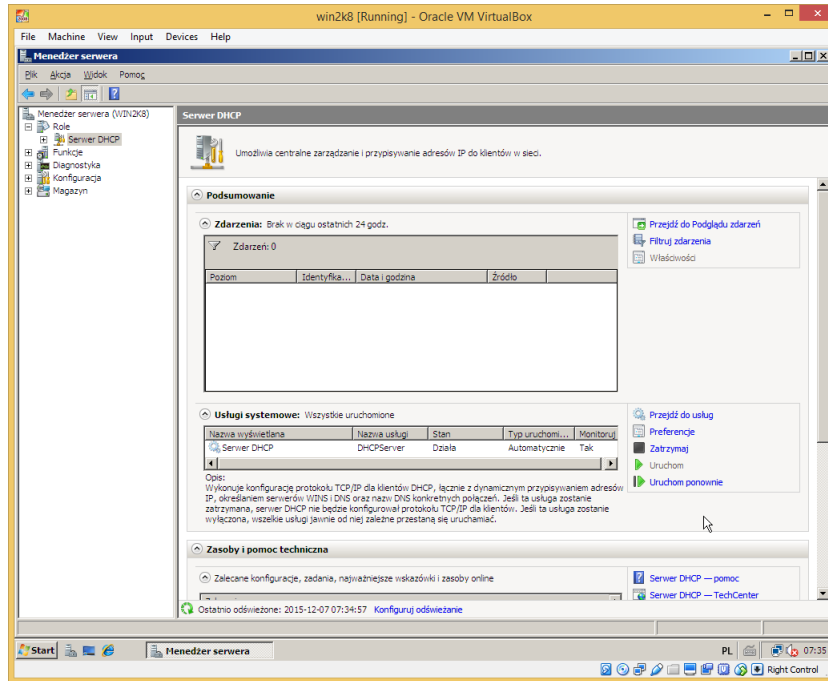 win2k8 [Running] - Oracle VM VirtualBox
File Machine View Input Devices Help
Menedżer serwera
Plik Akcja Widok Pomoc
Menedżer serwera (WIN2K8)
Role
Serwer DHCP
Funkcje
Diagnostyka
Konfiguracja
Magazyn
Serwer DHCP
Umożliwia centralne zarządzanie i przypisywanie adresów IP do klientów w sieci.
Podsumowanie
Zdarzenia: Brak w ciągu ostatnich 24 godz.
Zdarzeń: 0
Poziom Identyfika... Data i godzina Źródło
Przejdź do Podglądu zdarzeń
Filtruj zdarzenia
Właściwości
Usługi systemowe: Wszystkie uruchomione
Nazwa wyświetlana Nazwa usługi Stan Typ uruchomi... Monitoruj
Serwer DHCP DHCPServer Działa Automatycznie Tak
Opis:
Wykonuje konfigurację protokołu TCP/IP dla klientów DHCP, łącznie z dynamicznym przypisywaniem adresów
IP, określaniem serwerów WINS i DNS oraz nazw DNS konkretnych połączeń. Jeśli ta usługa zostanie
zatrzymana, serwer DHCP nie będzie konfigurował protokołu TCP/IP dla klientów. Jeśli ta usługa zostanie
wyłączona, wszelkie usługi jawnie od niej zależne przestaną się uruchamiać.
Przejdź do usług
Preferencje
Zatrzymaj
Uruchom
Uruchom ponownie
Zasoby i pomoc techniczna
Zalecane konfiguracje, zadania, najważniejsze wskazówki i zasoby online
Serwer DHCP — pomoc
Serwer DHCP — TechCenter
Ostatnio odświeżone: 2015-12-07 07:34:57 Konfiguruj odświeżanie
Start Menedżer serwera PL 07:35
Right Control